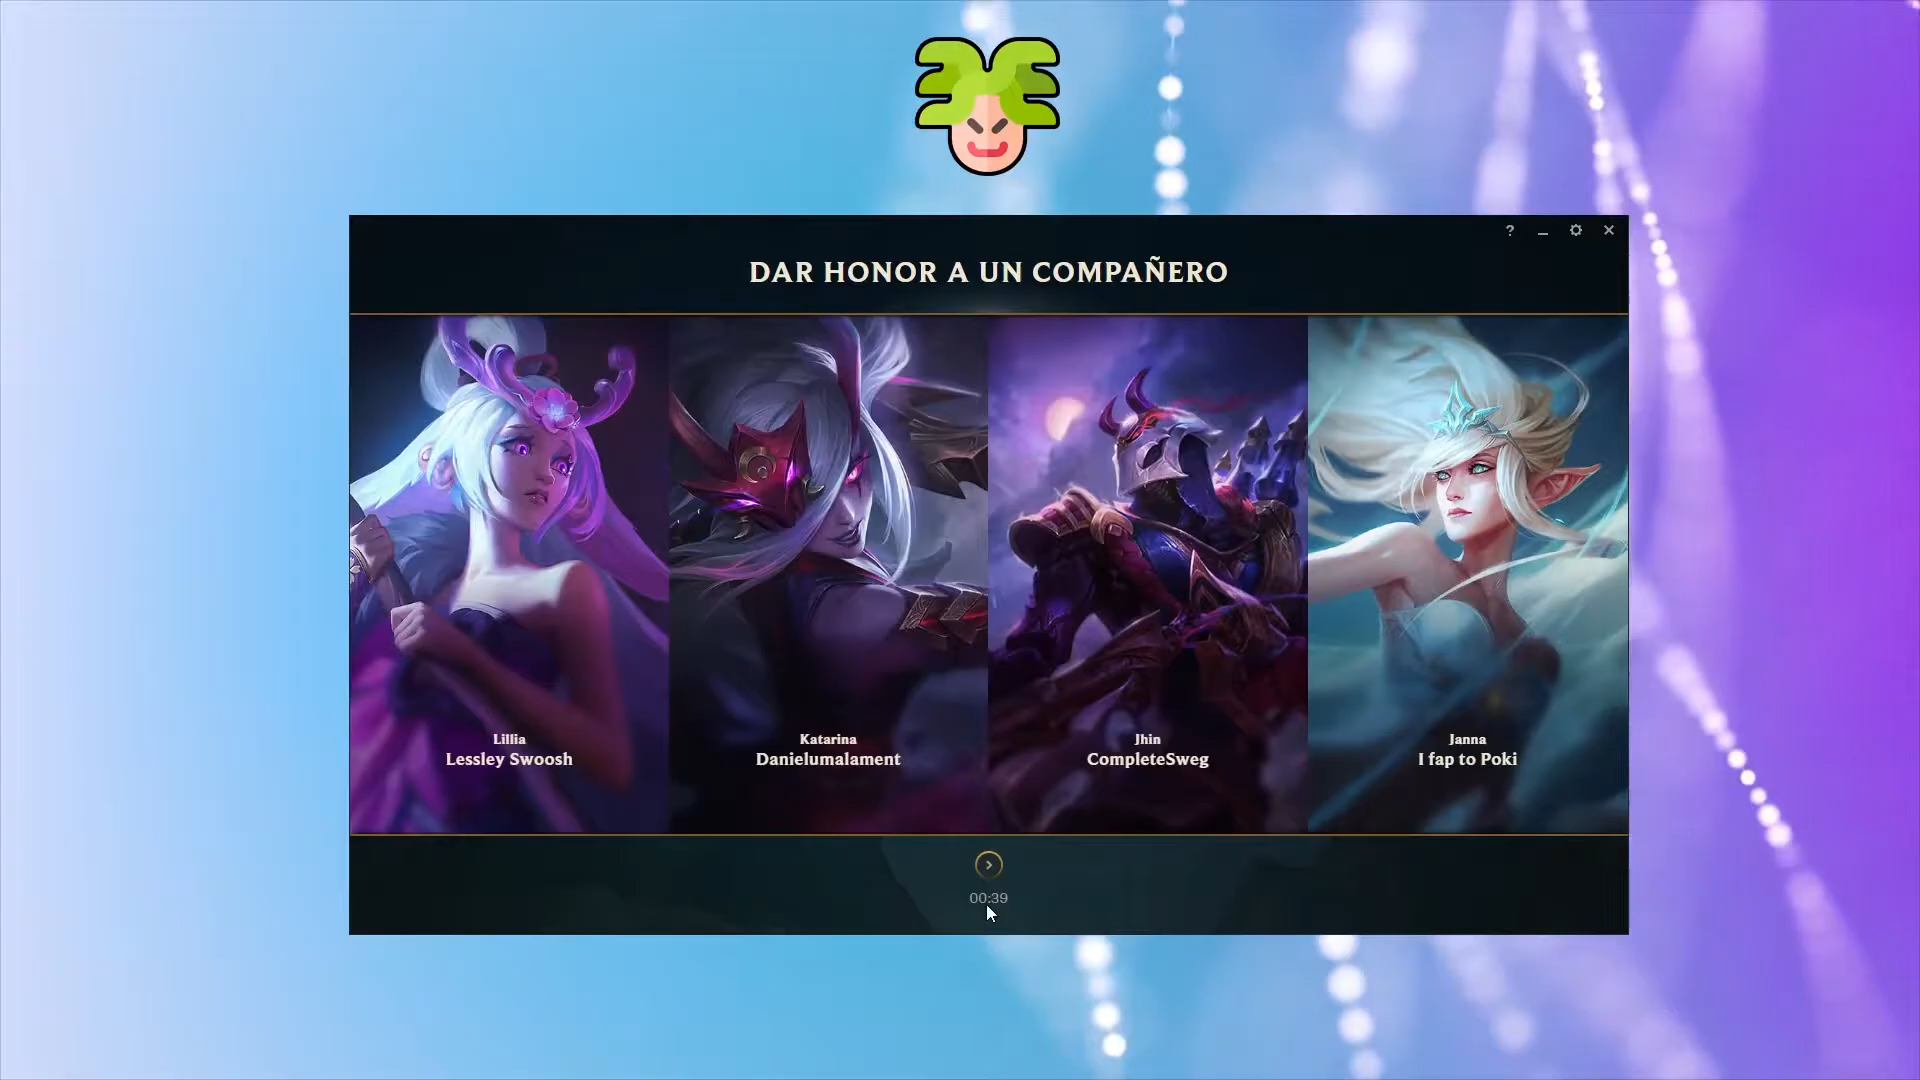 ?
DAR HONOR A UN COMPAÑERO
Lillia
Lessley Swoosh
Katarina
Danielumalament
Jhin
CompleteSweg
Janna
I fap to Poki
00:39